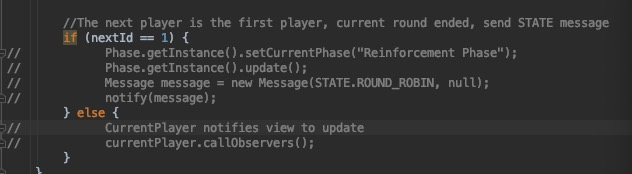 //The next player is the first player, current round ended, send STATE message
if (nextId == 1) {
//            Phase.getInstance().setCurrentPhase("Reinforcement Phase");
//            Phase.getInstance().update();
//            Message message = new Message(STATE.ROUND_ROBIN, null);
//            notify(message);
} else {
//            CurrentPlayer notifies view to update
//            currentPlayer.callObservers();
}
}